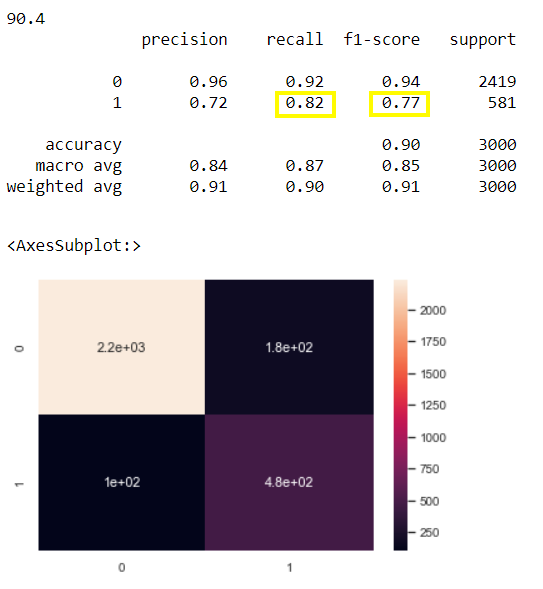 90.4
precision recall f1-score support
0 0.96 0.92 0.94 2419
1 0.72 0.82 0.77 581
accuracy 0.90 3000
macro avg 0.84 0.87 0.85 3000
weighted avg 0.91 0.90 0.91 3000
<AxesSubplot:>
2000
0 2.2e+03 1.8e+02 1750
1500
1250
1000
1 1e+02 4.8e+02 750
500
250
0 1